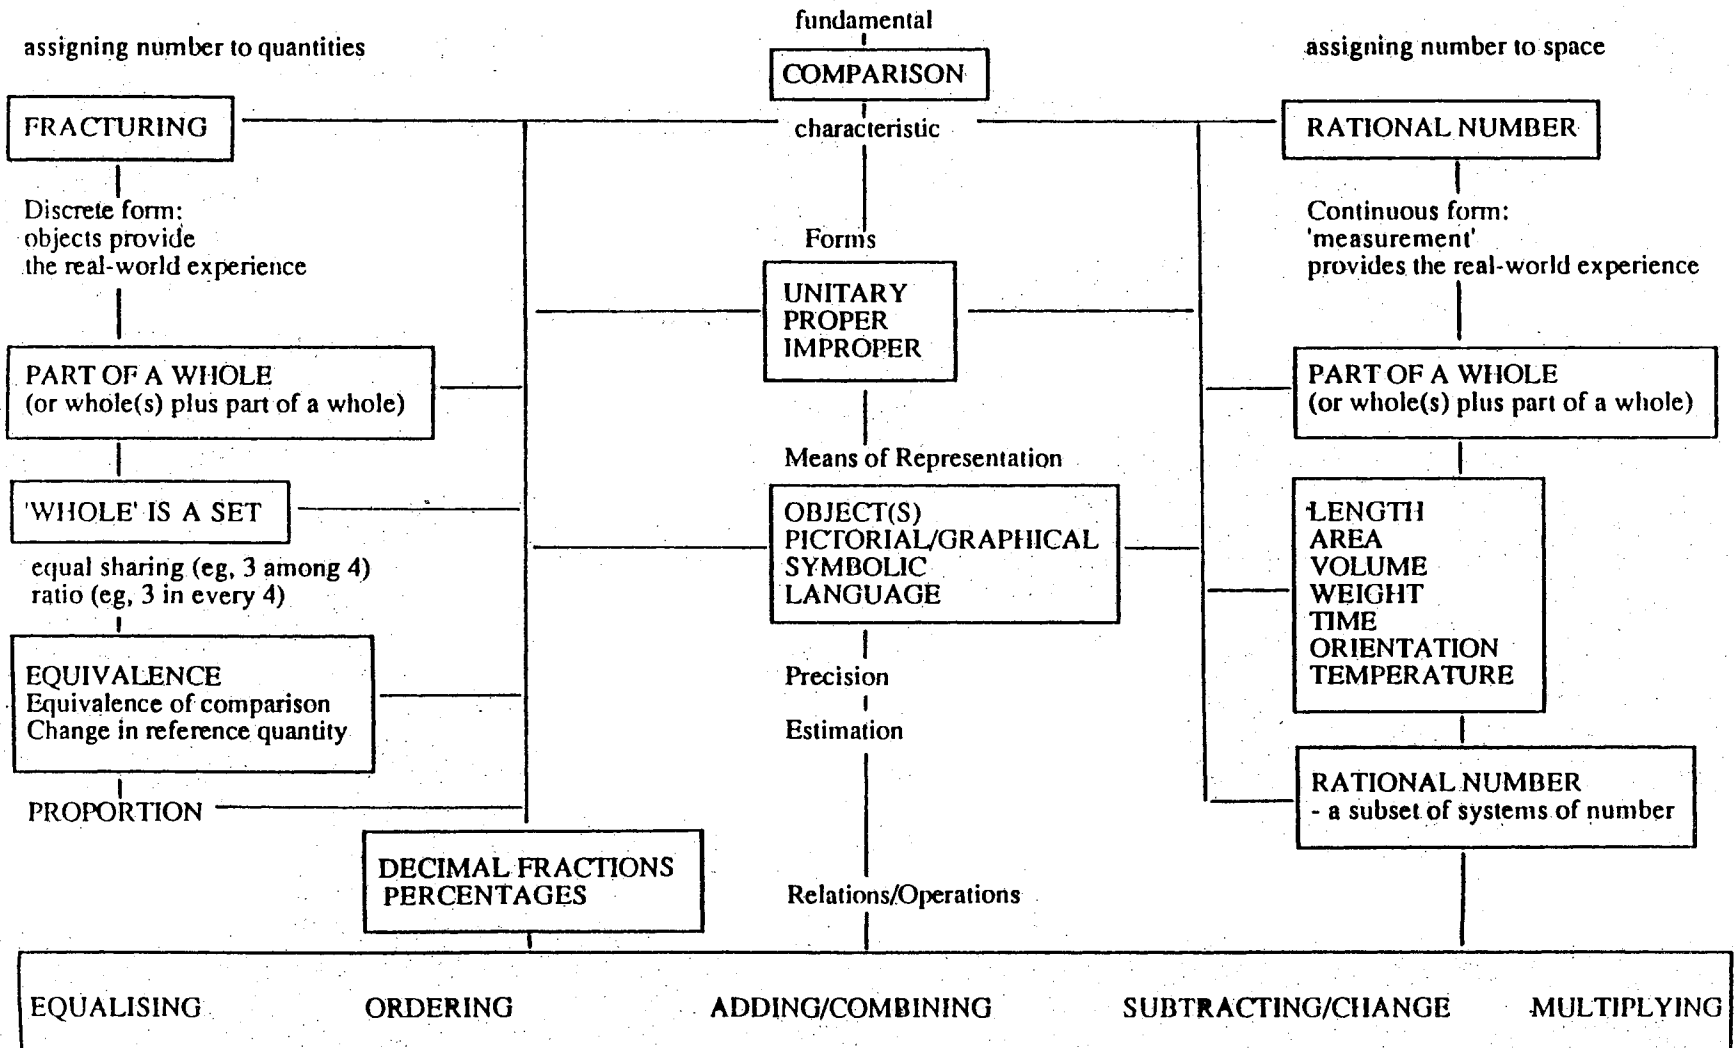 fundamental
assigning number to quantities
COMPARISON
assigning number to space
FRACTURING
characteristic
RATIONAL NUMBER
Discrete form:
objects provide
the real-world experience
Forms
Continuous form:
'measurement'
provides the real-world experience
UNITARY
PROPER
IMPROPER
PART OF A WHOLE
(or whole(s) plus part of a whole)
PART OF A WHOLE
(or whole(s) plus part of a whole)
Means of Representation
'WHOLE' IS A SET
equal sharing (eg, 3 among 4)
ratio (eg, 3 in every 4)
OBJECT(S)
PICTORIAL/GRAPHICAL
SYMBOLIC
LANGUAGE
LENGTH
AREA
VOLUME
WEIGHT
TIME
ORIENTATION
TEMPERATURE
EQUIVALENCE
Equivalence of comparison
Change in reference quantity
Precision
Estimation
PROPORTION
RATIONAL NUMBER
- a subset of systems of number
DECIMAL FRACTIONS
PERCENTAGES
Relations/Operations
EQUALISING ORDERING ADDING/COMBINING SUBTRACTING/CHANGE MULTIPLYING